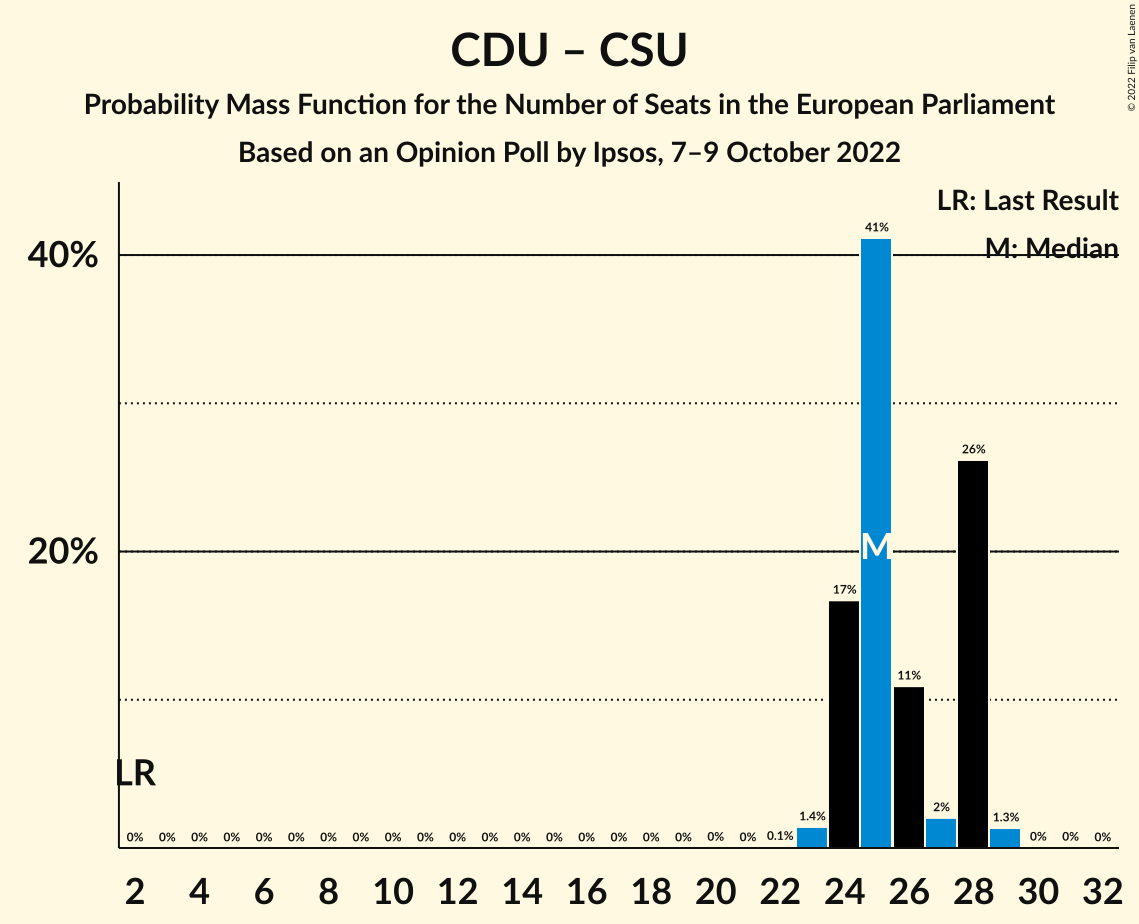 CDU – CSU
Probability Mass Function for the Number of Seats in the European Parliament
Based on an Opinion Poll by Ipsos, 7–9 October 2022
© 2022 Filip van Laenen
LR: Last Result
M: Median
40%
20%
41%
26%
M
17%
11%
LR
0% 0% 0% 0% 0% 0% 0% 0% 0% 0% 0% 0% 0% 0% 0% 0% 0% 0% 0% 0% 0.1% 1.4% 2% 1.3% 0% 0% 0%
2 4 6 8 10 12 14 16 18 20 22 24 26 28 30 32